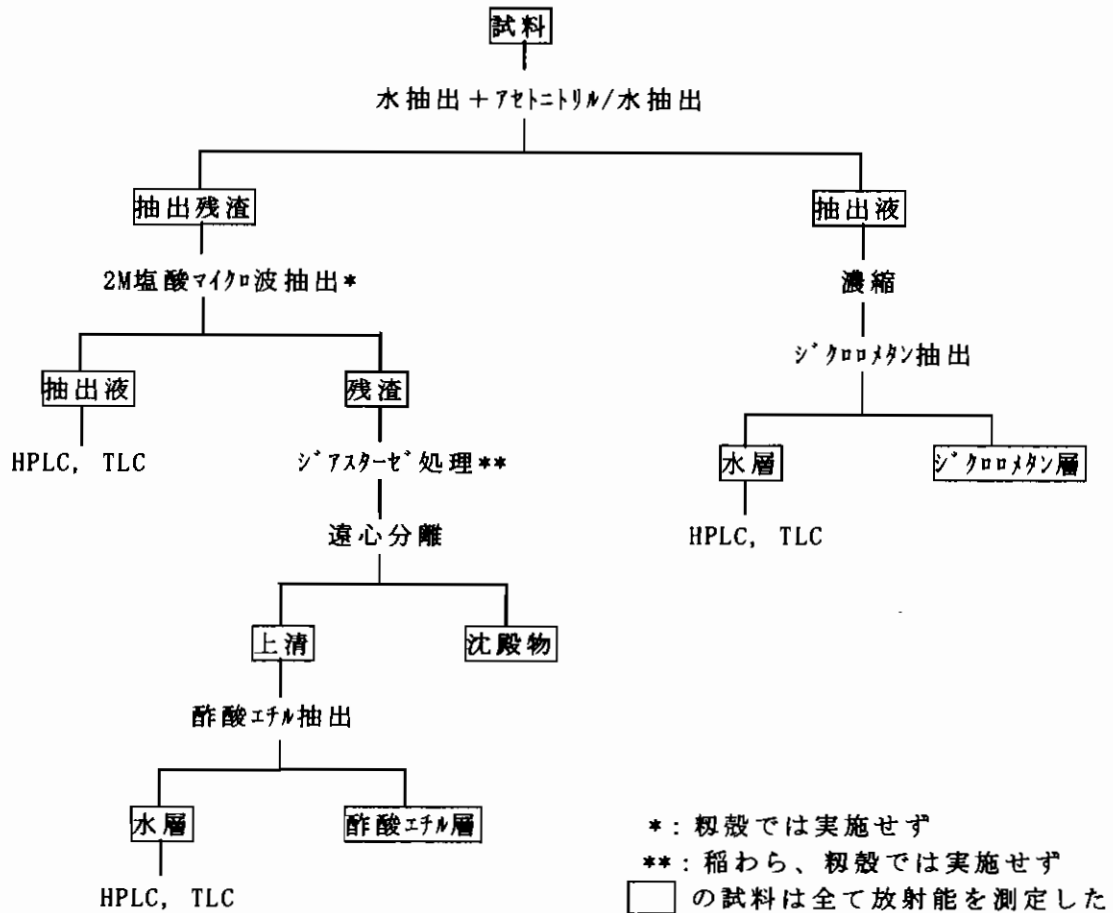 試料
水抽出＋ｱｾﾄﾆﾄﾘﾙ/水抽出
抽出残渣
抽出液
2M塩酸ﾏｲｸﾛ波抽出*
濃縮
ｼﾞｸﾛﾛﾒﾀﾝ抽出
抽出液
残渣
HPLC, TLC
ｼﾞｱｽﾀｰｾﾞ処理**
水層
ｼﾞｸﾛﾛﾒﾀﾝ層
遠心分離
HPLC, TLC
上清
沈殿物
酢酸ｴﾁﾙ抽出
水層
酢酸ｴﾁﾙ層
HPLC, TLC
*：籾殻では実施せず
**：稲わら、籾殻では実施せず
の試料は全て放射能を測定した